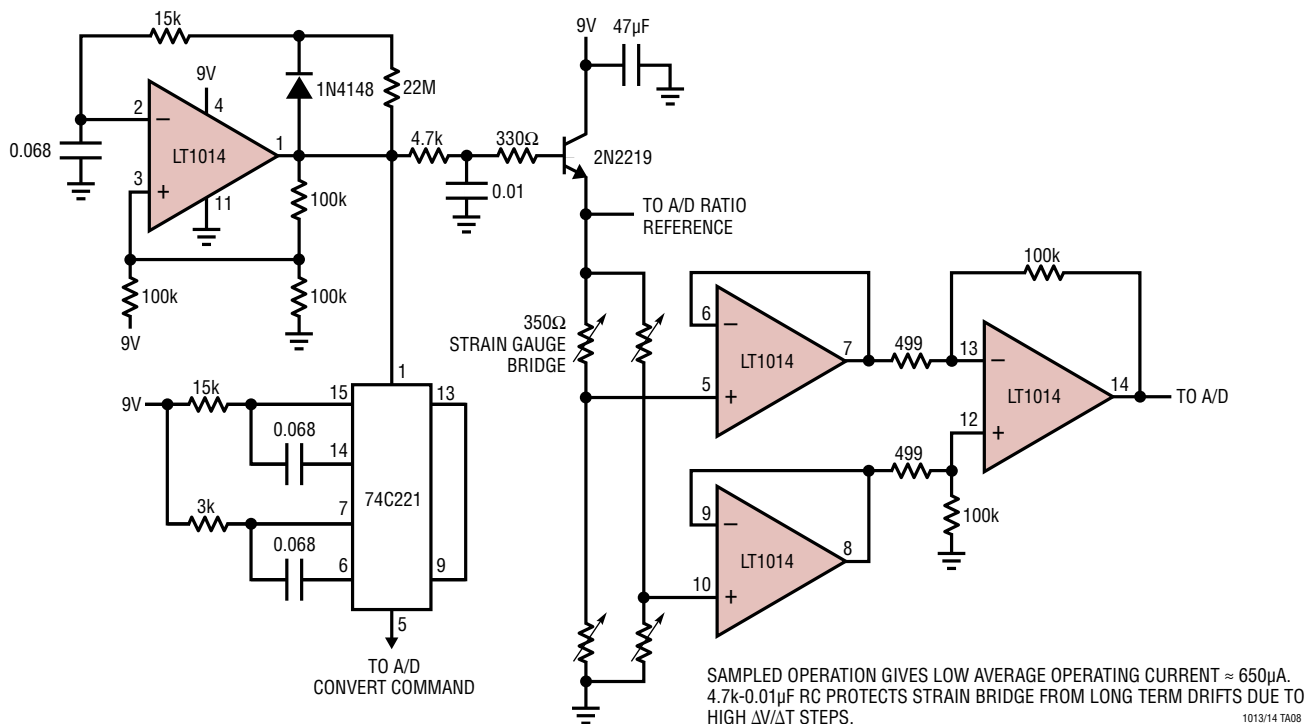 15k
9V
47µF
9V
1N4148
22M
2
4
−
4.7k
330Ω
0.068
LT1014
1
2N2219
3
+
11
100k
0.01
TO A/D RATIO
REFERENCE
100k
100k
9V
350Ω
STRAIN GAUGE
BRIDGE
6
−
LT1014
7
5
+
499
100k
13
−
LT1014
14
TO A/D
12
+
1
9V
15k
15
13
0.068
14
74C221
3k
7
0.068
6
9
5
TO A/D
CONVERT COMMAND
499
9
−
LT1014
8
10
+
100k
SAMPLED OPERATION GIVES LOW AVERAGE OPERATING CURRENT ≈ 650µA.
4.7k-0.01µF RC PROTECTS STRAIN BRIDGE FROM LONG TERM DRIFTS DUE TO
HIGH ∆V/∆T STEPS.
1013/14 TA08